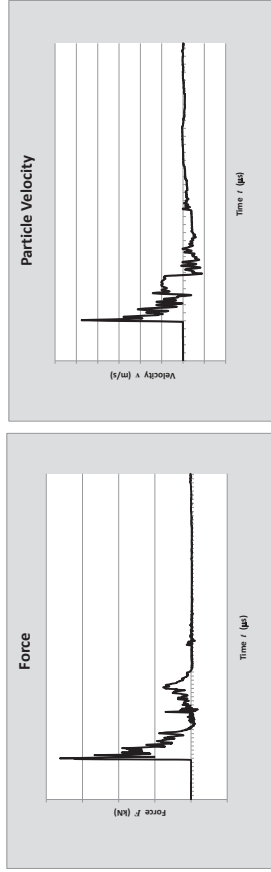 Force
Force F (kN)
Time t (µs)
Particle Velocity
Velocity v (m/s)
Time t (µs)